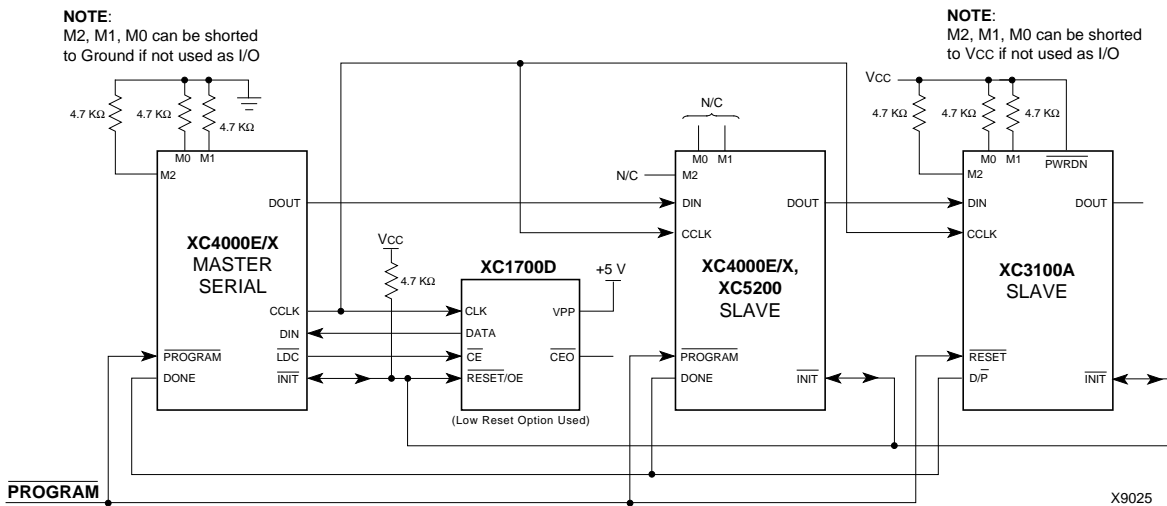 NOTE:
M2, M1, M0 can be shorted
to Ground if not used as I/O
NOTE:
M2, M1, M0 can be shorted
to VCC if not used as I/O
4.7 KΩ
4.7 KΩ
4.7 KΩ
M0 M1
M2
DOUT
XC4000E/X
MASTER
SERIAL
CCLK
DIN
PROGRAM
LDC
DONE
INIT
VCC
4.7 KΩ
XC1700D
+5 V
CLK
VPP
DATA
CE
CEO
RESET/OE
(Low Reset Option Used)
N/C
M0 M1
N/C
M2
DIN
DOUT
CCLK
XC4000E/X,
XC5200
SLAVE
PROGRAM
DONE
INIT
VCC
4.7 KΩ
4.7 KΩ
4.7 KΩ
M0 M1
PWRDN
M2
DIN
DOUT
CCLK
XC3100A
SLAVE
RESET
D/P
INIT
PROGRAM
X9025